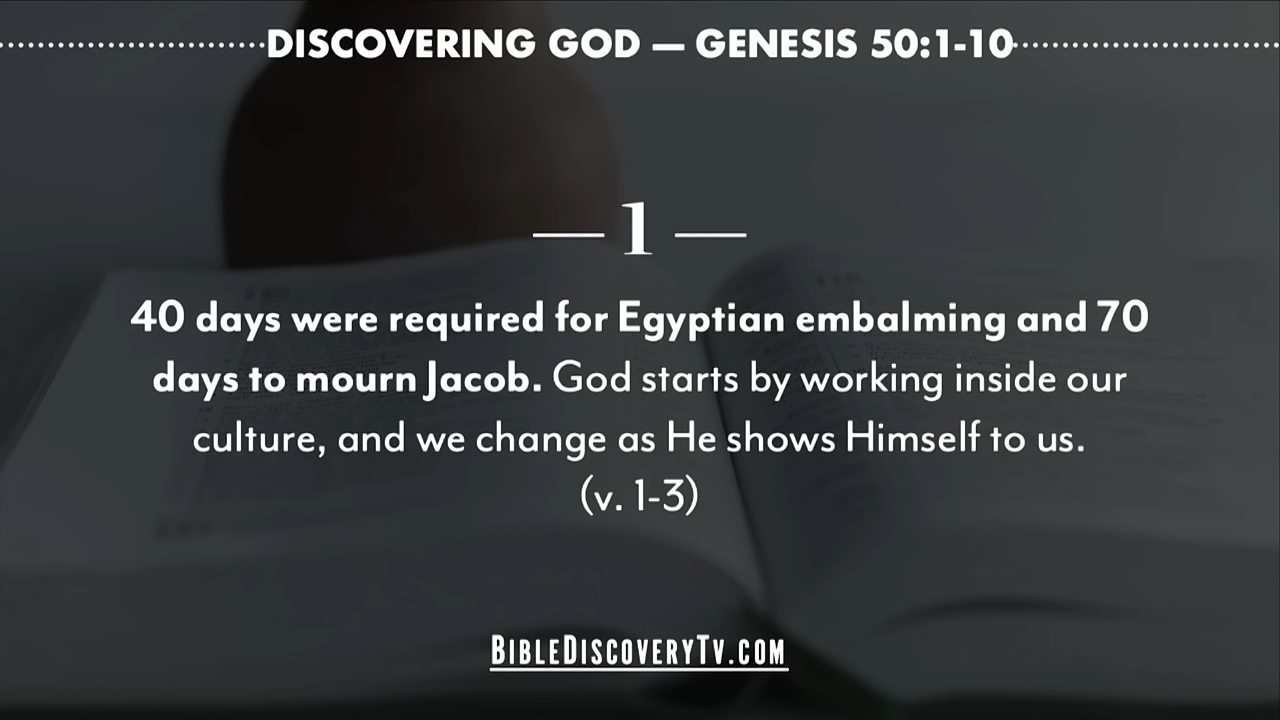 DISCOVERING GOD — GENESIS 50:1-10
— 1 —
40 days were required for Egyptian embalming and 70
days to mourn Jacob. God starts by working inside our
culture, and we change as He shows Himself to us.
(v. 1-3)
BIBLEDISCOVERYTV.COM